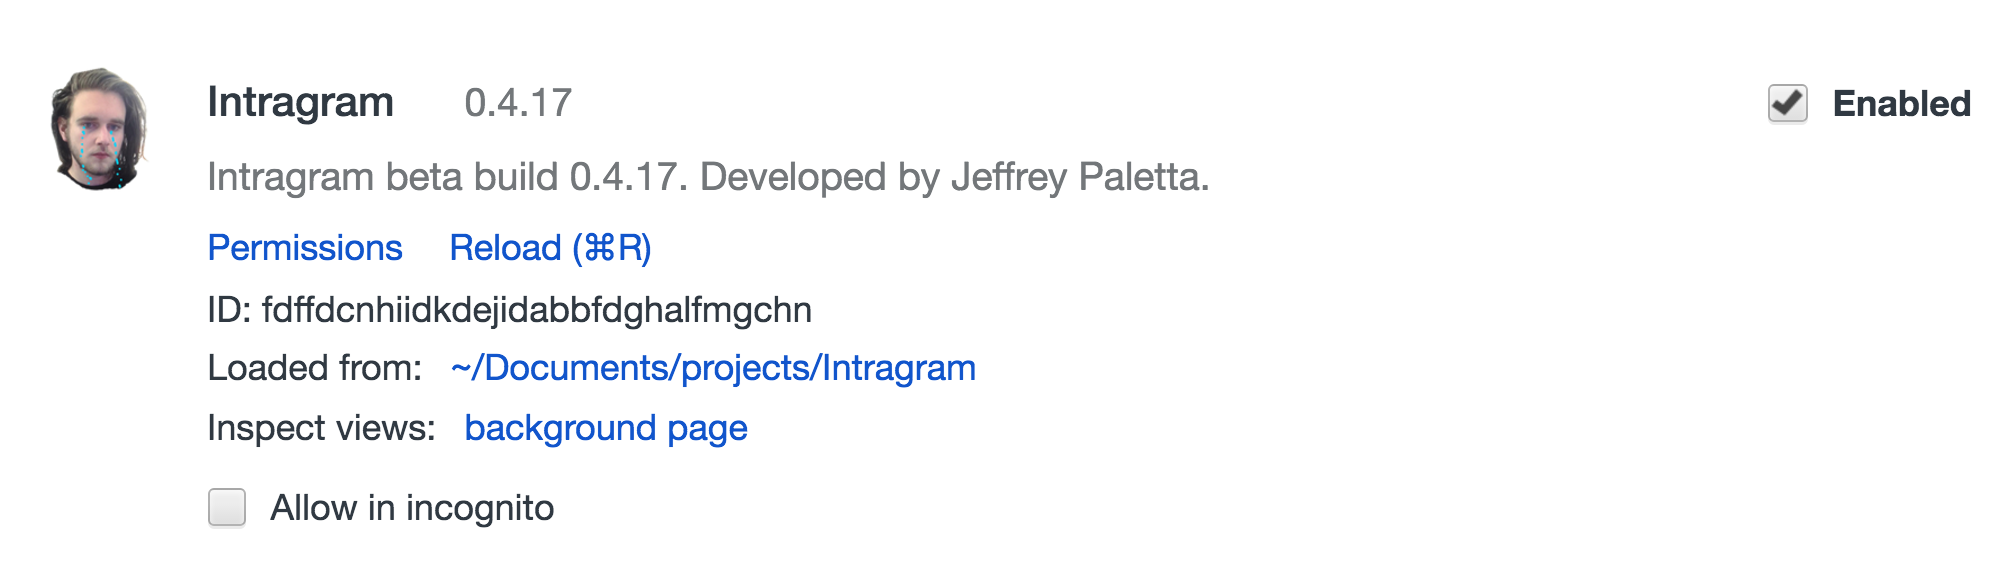 Intragram 0.4.17 Enabled
Intragram beta build 0.4.17. Developed by Jeffrey Paletta.
Permissions Reload (⌘R)
ID: fdffdcnhiidkdejidabbfdghalfmgchn
Loaded from: ~/Documents/projects/Intragram
Inspect views: background page
Allow in incognito